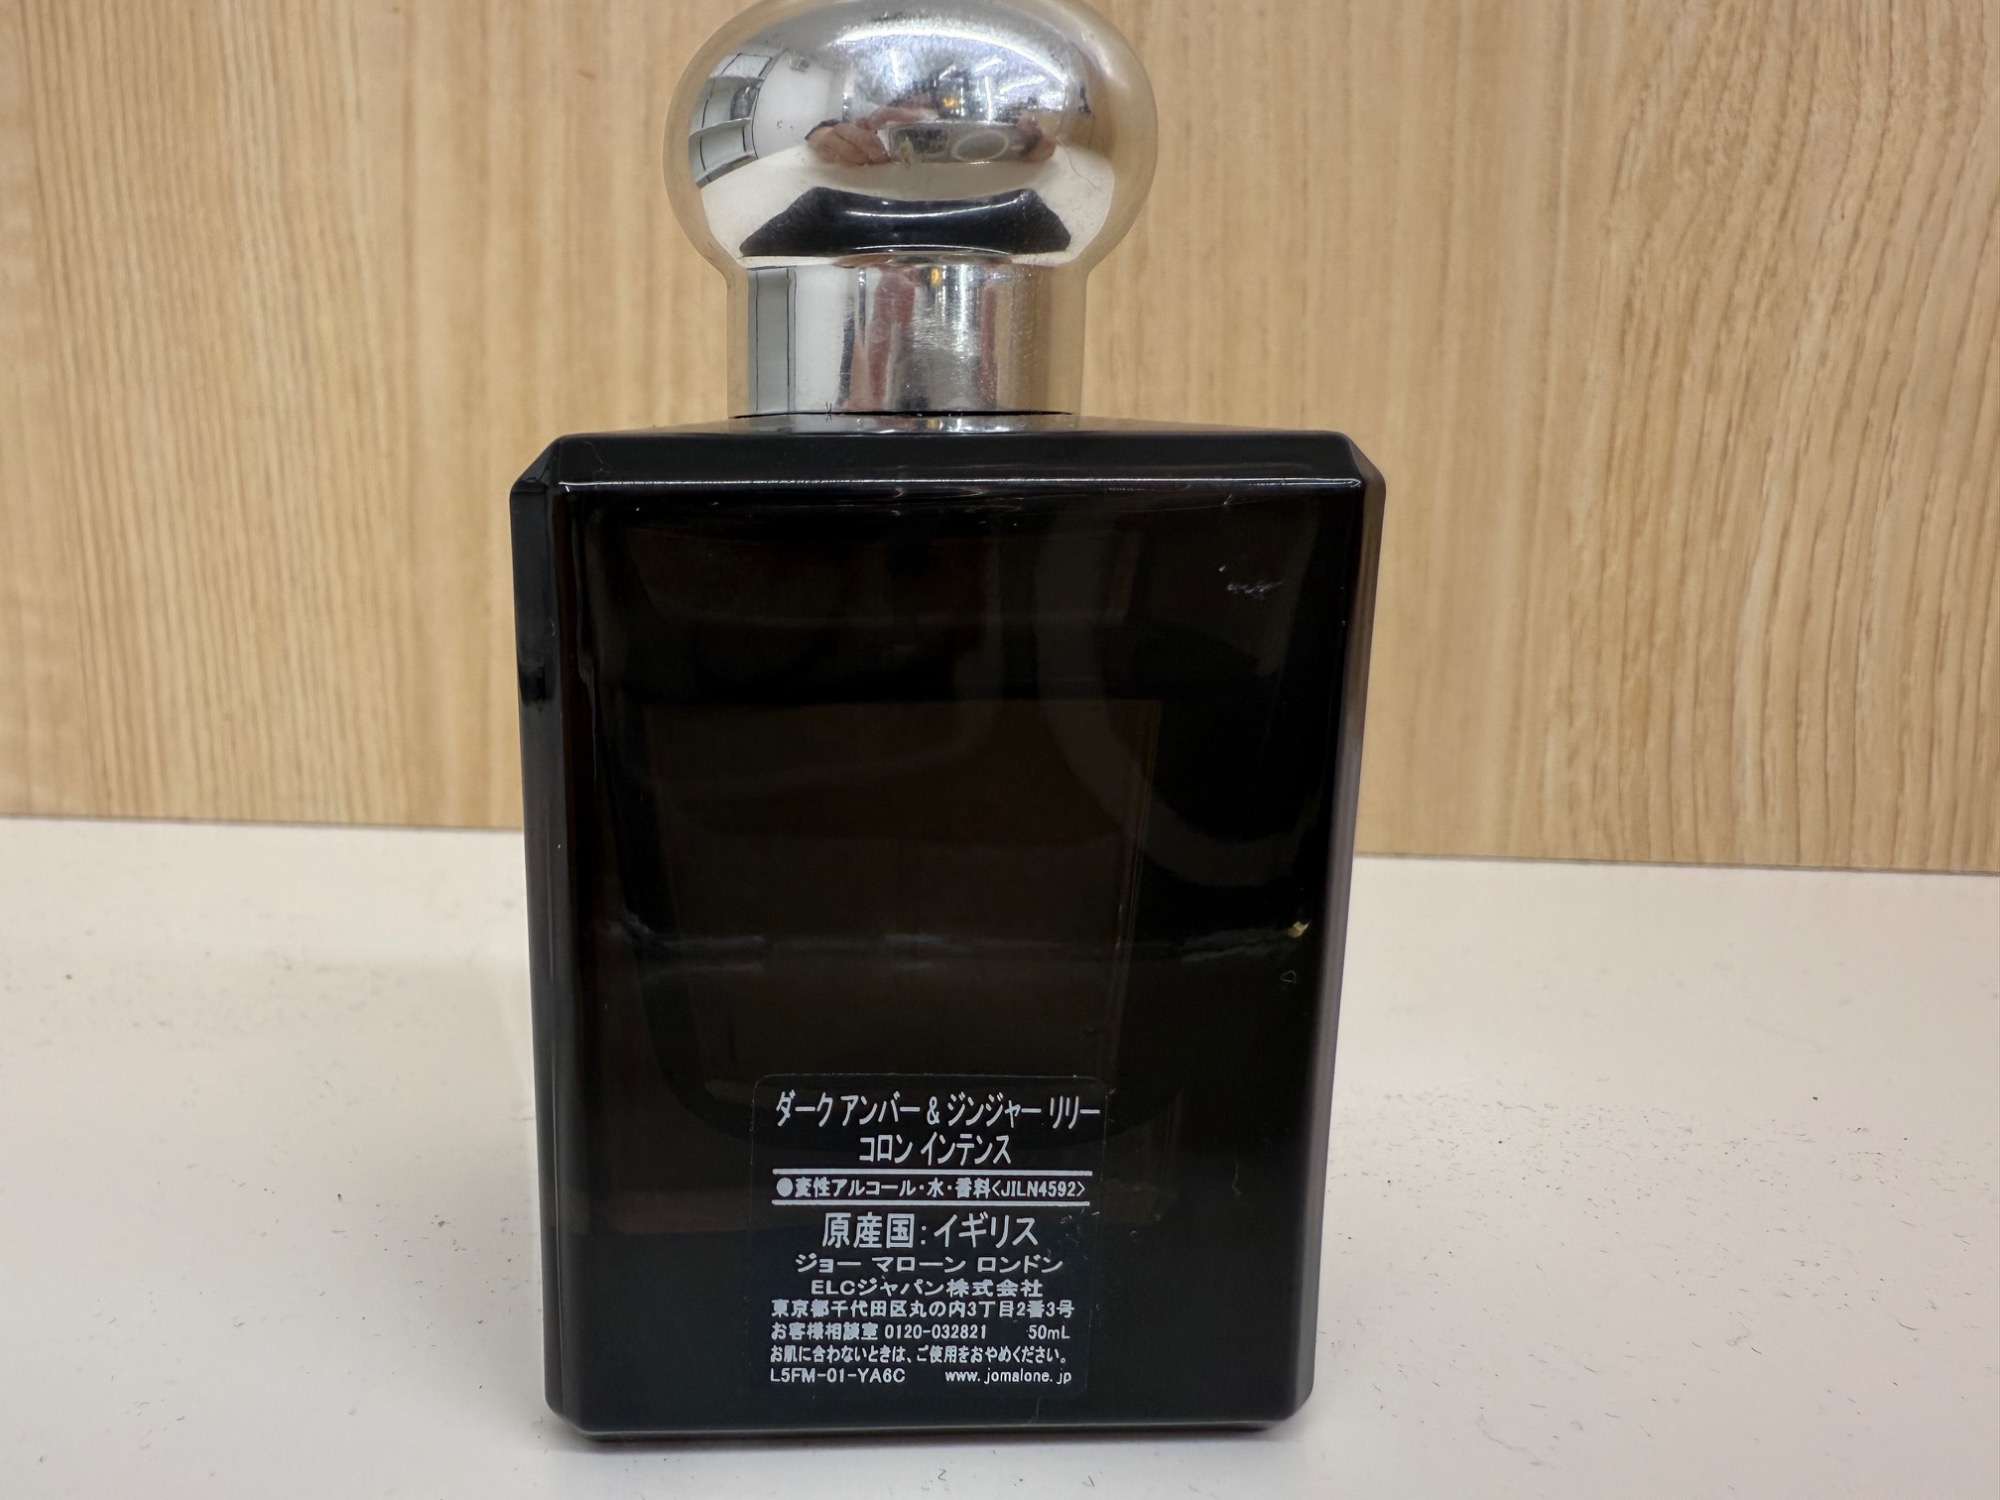 ダーク アンバー & ジンジャー リリー
コロン インテンス
●変性アルコール・水・香料<JILN4592>
原産国:イギリス
ジョー マローン ロンドン
ELCジャパン株式会社
東京都千代田区丸の内3丁目2番3号
お客様相談室 0120-032821 50mL
お肌に合わないときは、ご使用をおやめください。
L5FM-01-YA6C www.jomalone.jp